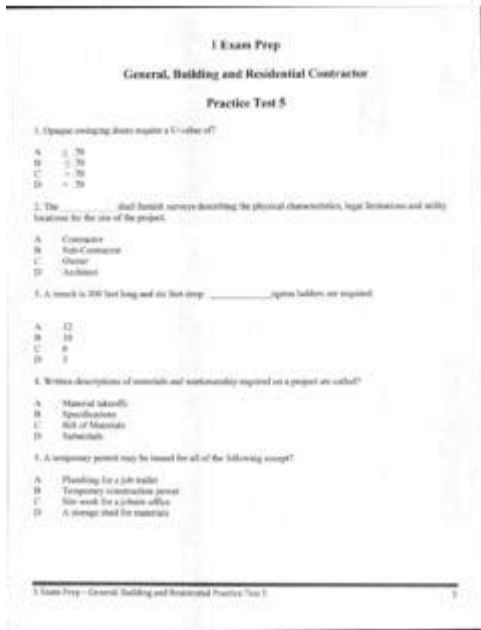 1 Exam Prep
General, Building and Residential Contractor
Practice Test 5
1. Opaque swinging doors require a U-value of?
A
B
C
D
2. The ________ shall furnish surveys describing the physical characteristics, legal limitations and utility
locations for the site of the project.
A Contractor
B Sub-Contractor
C Owner
D Architect
3. A trench is 300 feet long and six feet deep. ________ egress ladders are required.
A 12
B 10
C
D
4. Written descriptions of materials and workmanship required on a project are called?
A Material takeoffs
B Specifications
C Bill of Materials
D Submittals
5. A temporary permit may be issued for all of the following except?
A Plumbing for a job trailer
B Temporary construction power
C Site work for a jobsite office
D A storage shed for materials
1 Exam Prep - General, Building and Residential Practice Test 5